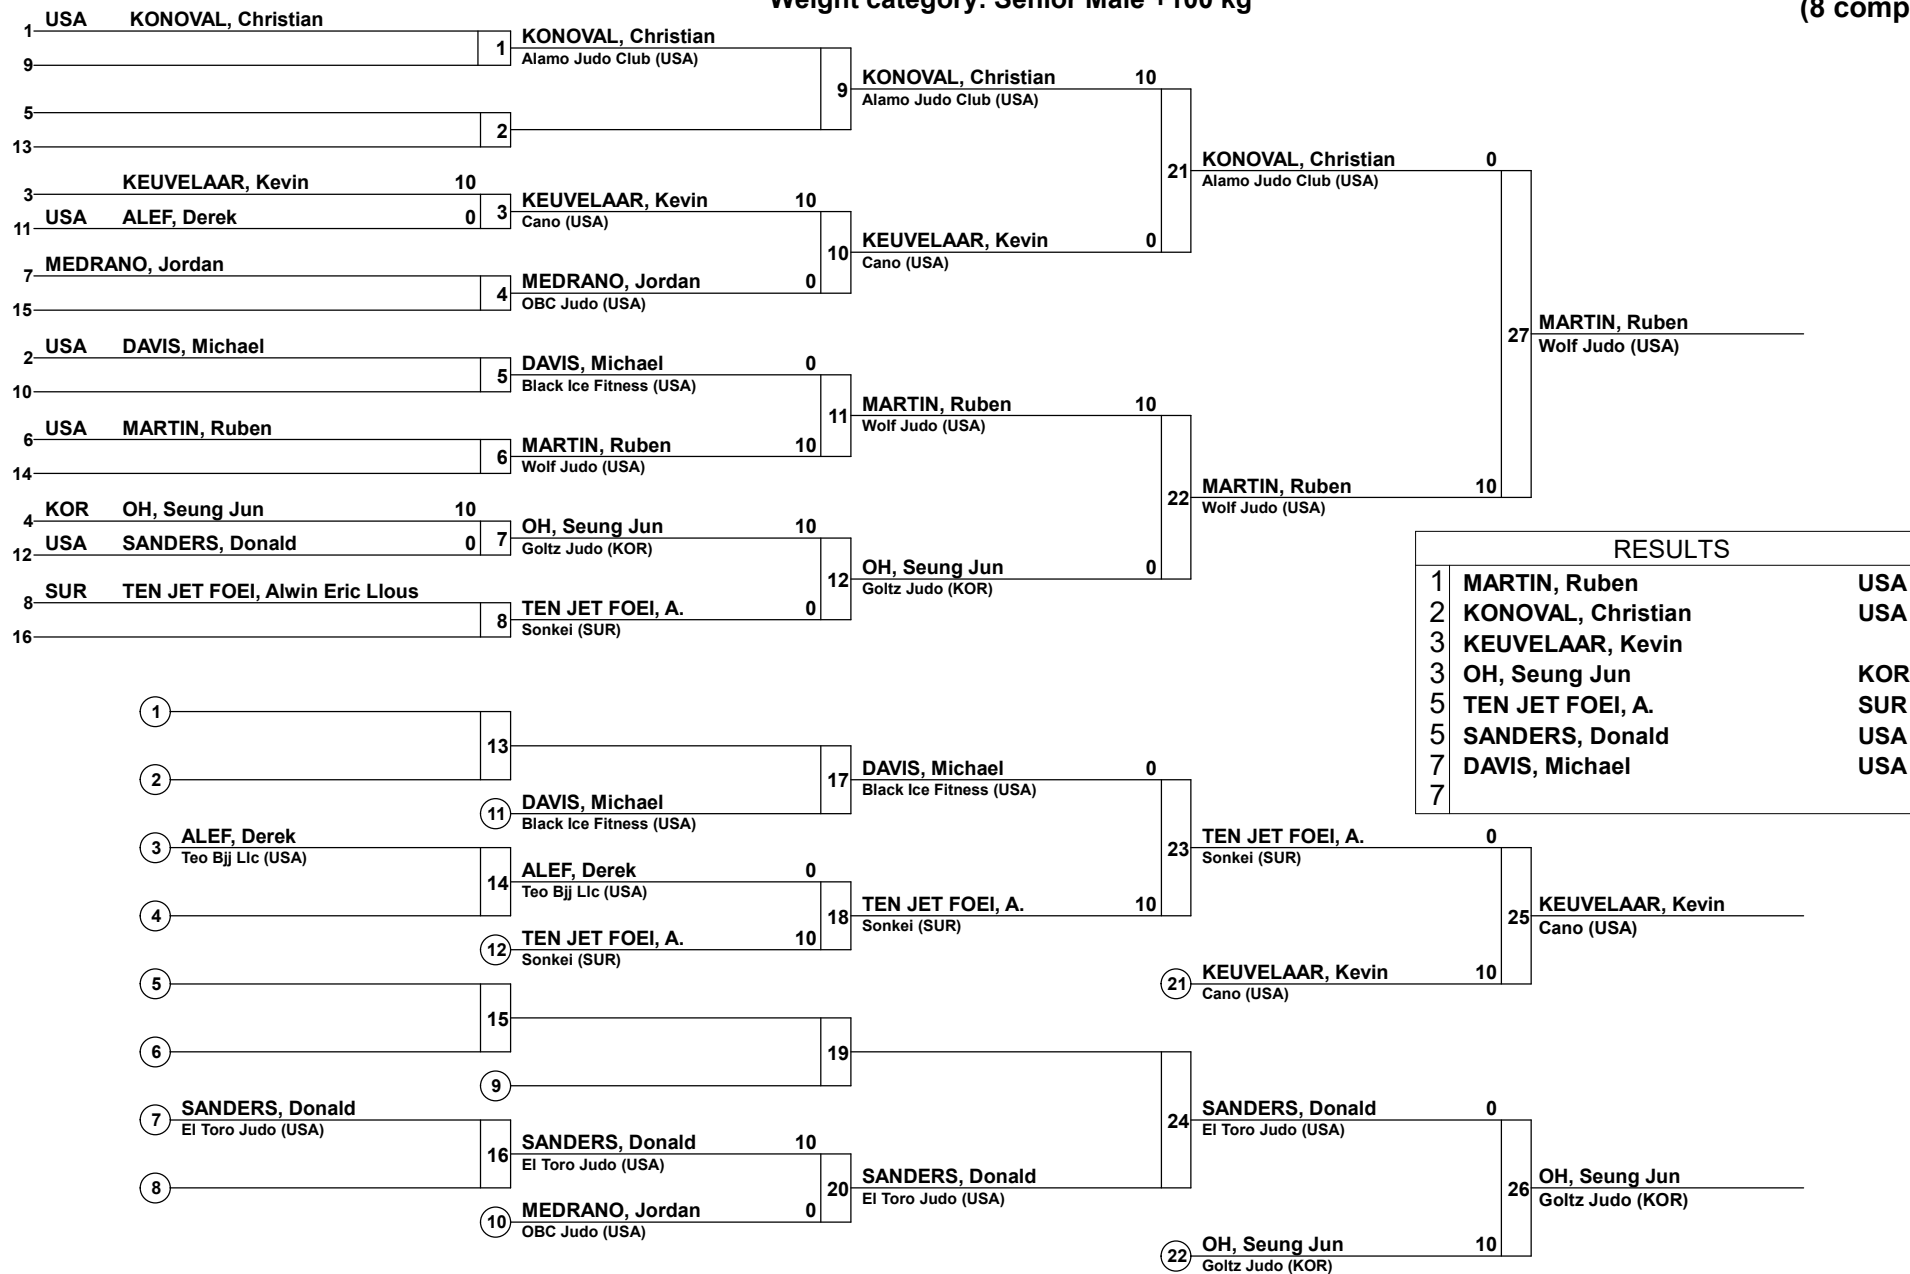 Weight category: Senior Male +100 kg
(8 comp
1 USA KONOVAL, Christian
9
1 KONOVAL, Christian
Alamo Judo Club (USA)
5
13
2
9 KONOVAL, Christian 10
Alamo Judo Club (USA)
3 KEUVELAAR, Kevin 10
11 USA ALEF, Derek 0
3 KEUVELAAR, Kevin 10
Cano (USA)
7 MEDRANO, Jordan
15
4 MEDRANO, Jordan 0
OBC Judo (USA)
10 KEUVELAAR, Kevin 0
Cano (USA)
21 KONOVAL, Christian 0
Alamo Judo Club (USA)
2 USA DAVIS, Michael
10
5 DAVIS, Michael 0
Black Ice Fitness (USA)
6 USA MARTIN, Ruben
14
6 MARTIN, Ruben 10
Wolf Judo (USA)
11 MARTIN, Ruben 10
Wolf Judo (USA)
4 KOR OH, Seung Jun 10
12 USA SANDERS, Donald 0
7 OH, Seung Jun 10
Goltz Judo (KOR)
8 SUR TEN JET FOEI, Alwin Eric Llous
16
8 TEN JET FOEI, A. 0
Sonkei (SUR)
12 OH, Seung Jun 0
Goltz Judo (KOR)
22 MARTIN, Ruben 10
Wolf Judo (USA)
27 MARTIN, Ruben
Wolf Judo (USA)
RESULTS
1 MARTIN, Ruben USA
2 KONOVAL, Christian USA
3 KEUVELAAR, Kevin
3 OH, Seung Jun KOR
5 TEN JET FOEI, A. SUR
5 SANDERS, Donald USA
7 DAVIS, Michael USA
7
1
2
13
11 DAVIS, Michael
Black Ice Fitness (USA)
17 DAVIS, Michael 0
Black Ice Fitness (USA)
3 ALEF, Derek
Teo Bjj Llc (USA)
4
14 ALEF, Derek 0
Teo Bjj Llc (USA)
12 TEN JET FOEI, A. 10
Sonkei (SUR)
18 TEN JET FOEI, A. 10
Sonkei (SUR)
23 TEN JET FOEI, A. 0
Sonkei (SUR)
21 KEUVELAAR, Kevin 10
Cano (USA)
25 KEUVELAAR, Kevin
Cano (USA)
5
6
15
9
19
7 SANDERS, Donald
El Toro Judo (USA)
8
16 SANDERS, Donald 10
El Toro Judo (USA)
10 MEDRANO, Jordan 0
OBC Judo (USA)
20 SANDERS, Donald
El Toro Judo (USA)
24 SANDERS, Donald 0
El Toro Judo (USA)
22 OH, Seung Jun 10
Goltz Judo (KOR)
26 OH, Seung Jun
Goltz Judo (KOR)